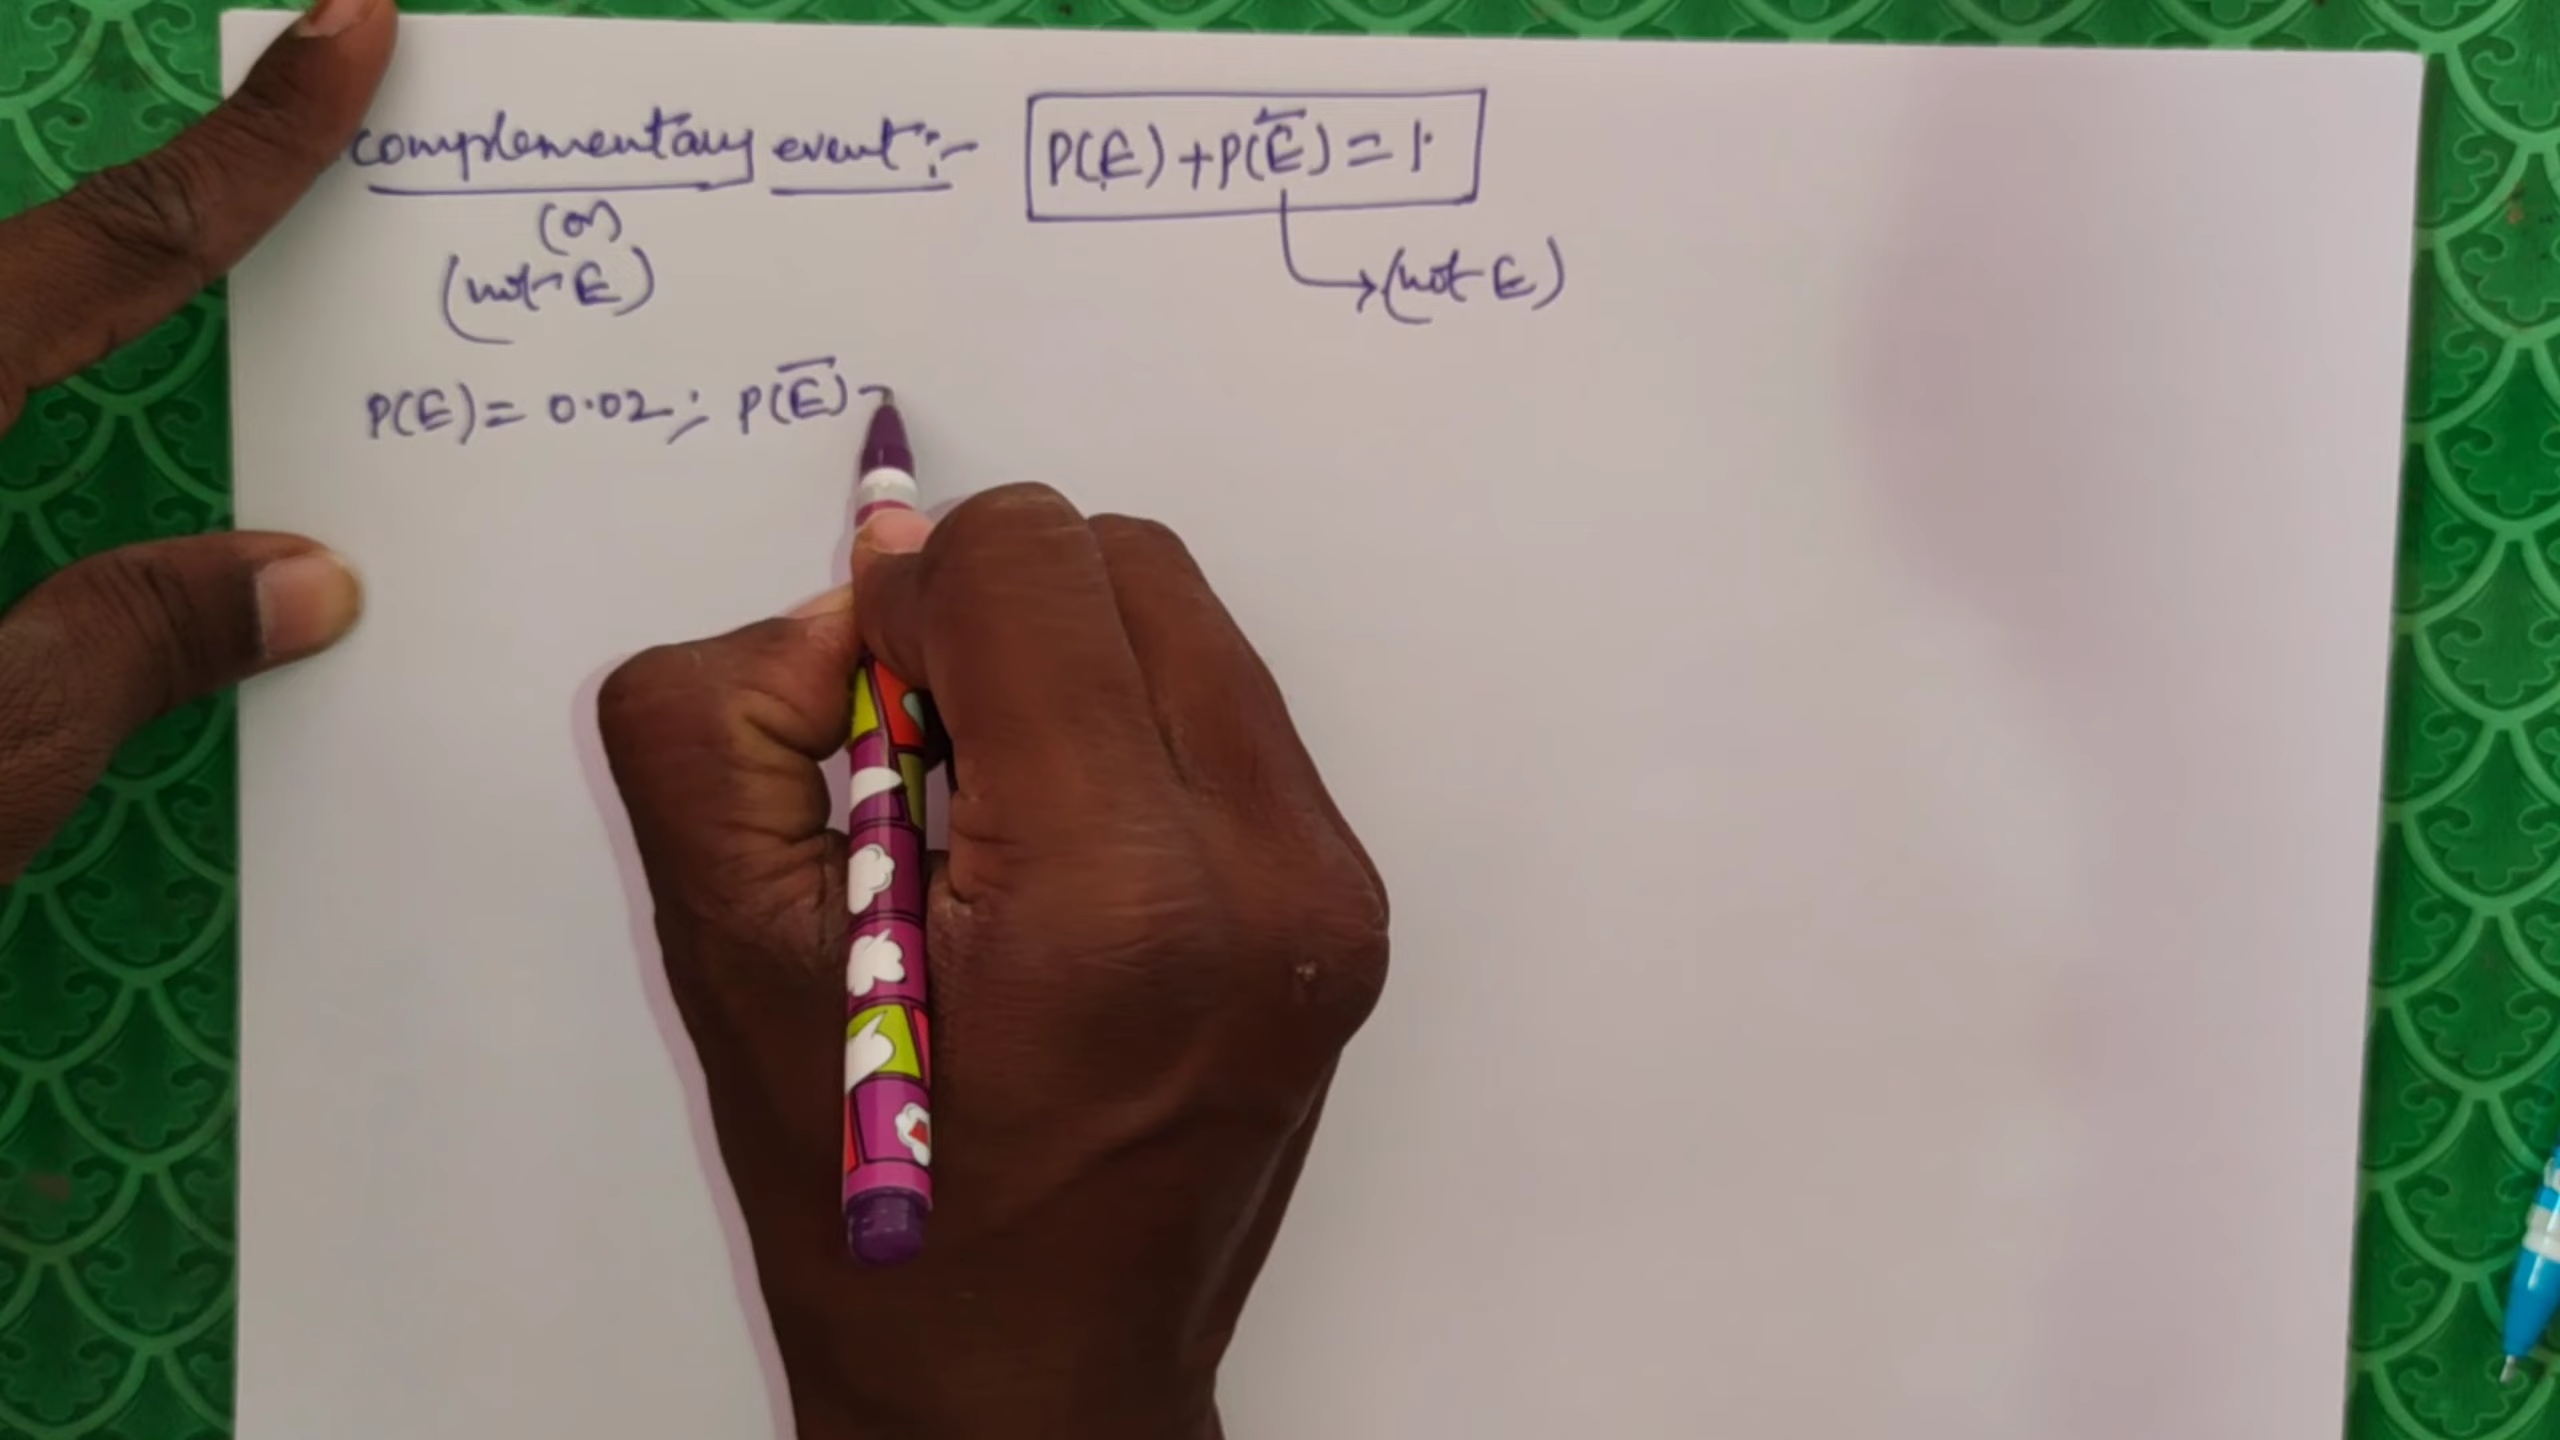 complementary event :- P(E) + P(E̅) = 1.
(or)
(not E) → (not E)
P(E) = 0.02 ; P(E̅) =